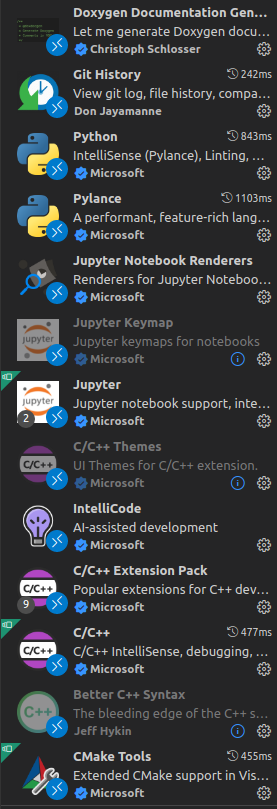 Doxygen Documentation Gen...
Let me generate Doxygen docu...
Christoph Schlosser
Git History 242ms
View git log, file history, compa...
Don Jayamanne
Python 843ms
IntelliSense (Pylance), Linting, ...
Microsoft
Pylance 1103ms
A performant, feature-rich lang...
Microsoft
Jupyter Notebook Renderers
Renderers for Jupyter Noteboo...
Microsoft
jupyter
Jupyter Keymap
Jupyter keymaps for notebooks
Microsoft
jupyter
2
Jupyter
Jupyter notebook support, inte...
Microsoft
C/C++
C/C++ Themes
UI Themes for C/C++ extension.
Microsoft
IntelliCode
AI-assisted development
Microsoft
C/C++
9
C/C++ Extension Pack
Popular extensions for C++ dev...
Microsoft
C/C++
C/C++ 477ms
C/C++ IntelliSense, debugging, ...
Microsoft
C++
Better C++ Syntax
The bleeding edge of the C++ s...
Jeff Hykin
CMake Tools 455ms
Extended CMake support in Vis...
Microsoft